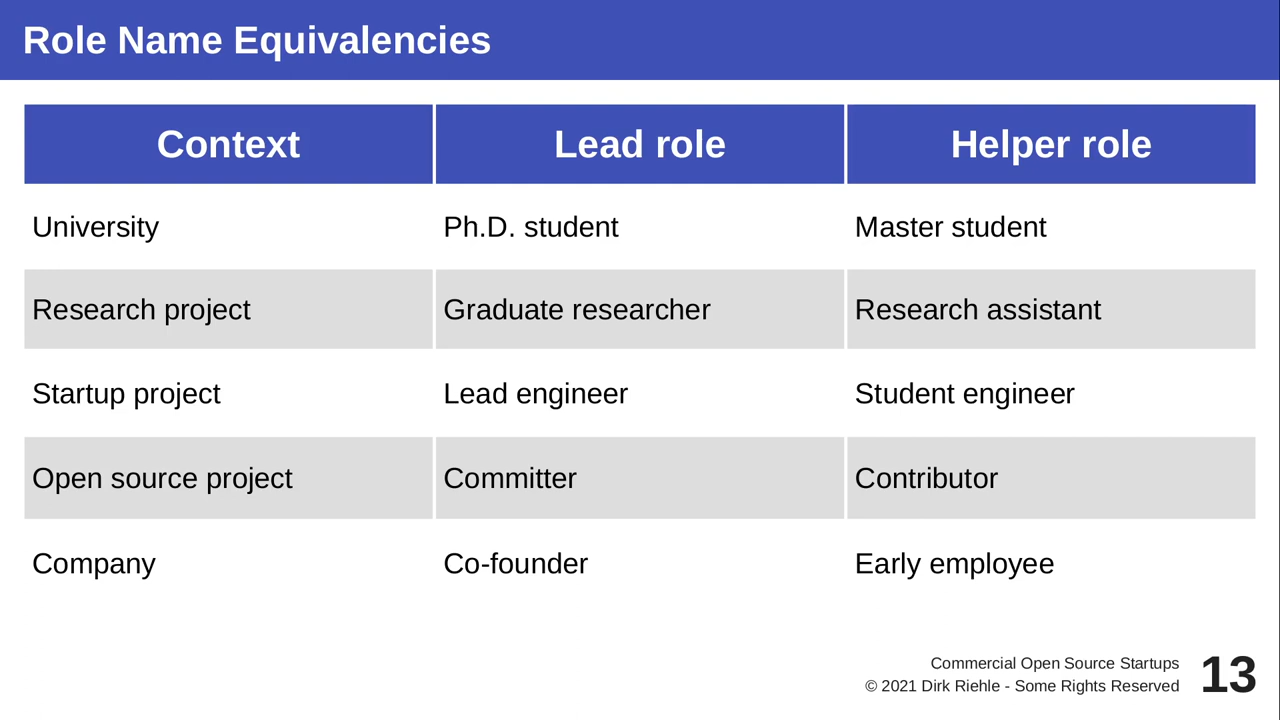 Role Name Equivalencies
Context Lead role Helper role
University Ph.D. student Master student
Research project Graduate researcher Research assistant
Startup project Lead engineer Student engineer
Open source project Committer Contributor
Company Co-founder Early employee
Commercial Open Source Startups
© 2021 Dirk Riehle - Some Rights Reserved
13